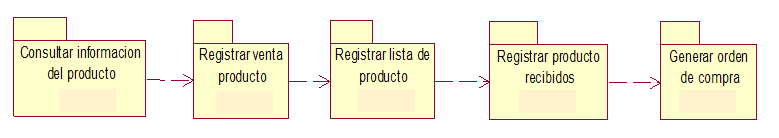 Consultar informacion
del producto
Registrar venta
producto
Registrar lista de
producto
Registrar producto
recibidos
Generar orden
de compra